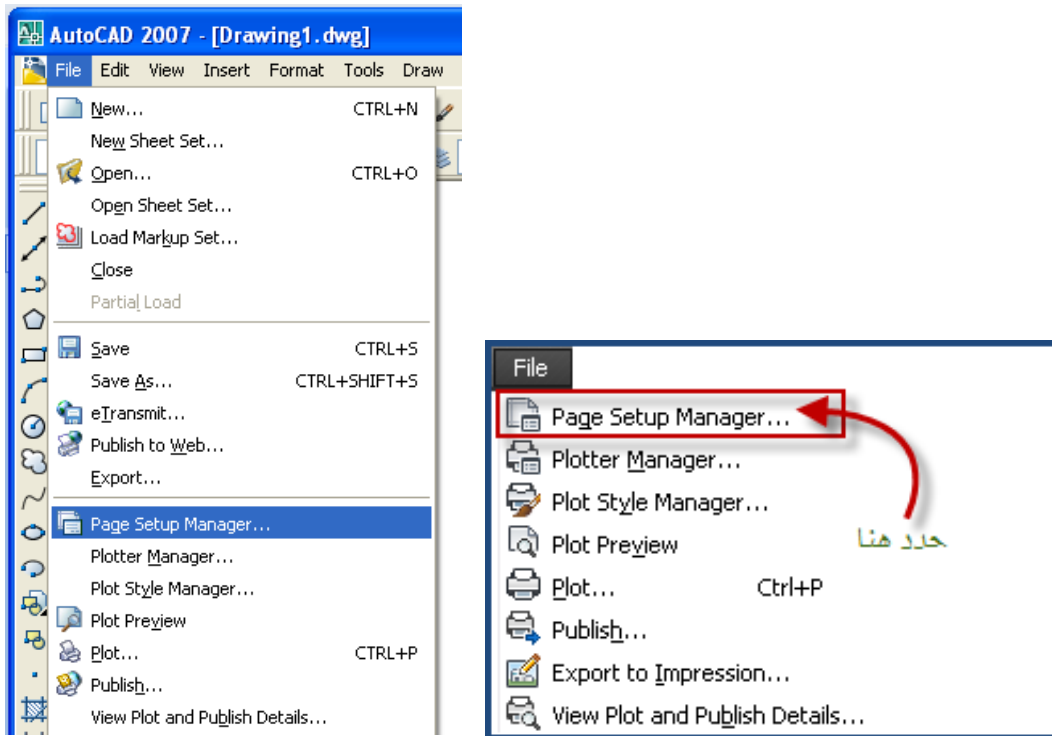 AutoCAD 2007 - [Drawing1.dwg]
File Edit View Insert Format Tools Draw
New... CTRL+N
New Sheet Set...
Open... CTRL+O
Open Sheet Set...
Load Markup Set...
Close
Partial Load
Save CTRL+S
Save As... CTRL+SHIFT+S
eTransmit...
Publish to Web...
Export...
Page Setup Manager...
Plotter Manager...
Plot Style Manager...
Plot Preview
Plot... CTRL+P
Publish...
View Plot and Publish Details...
File
Page Setup Manager...
Plotter Manager...
Plot Style Manager...
Plot Preview
حدد هنا
Plot... Ctrl+P
Publish...
Export to Impression...
View Plot and Publish Details...